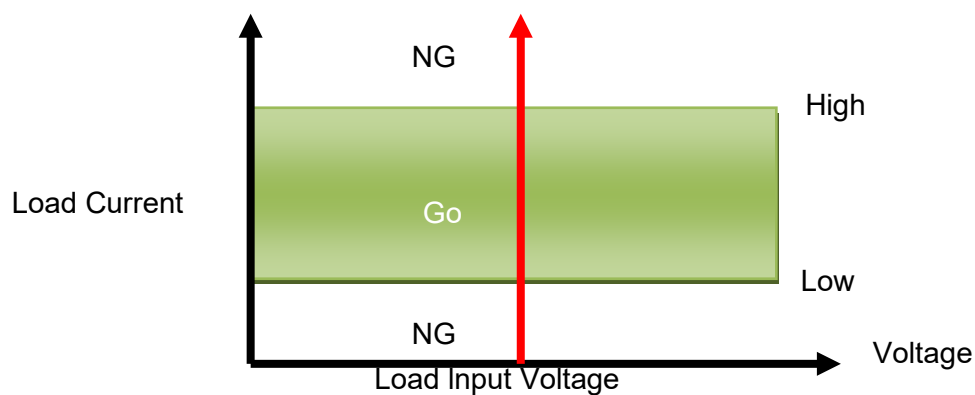 NG
High
Load Current
Go
Low
NG
Voltage
Load Input Voltage